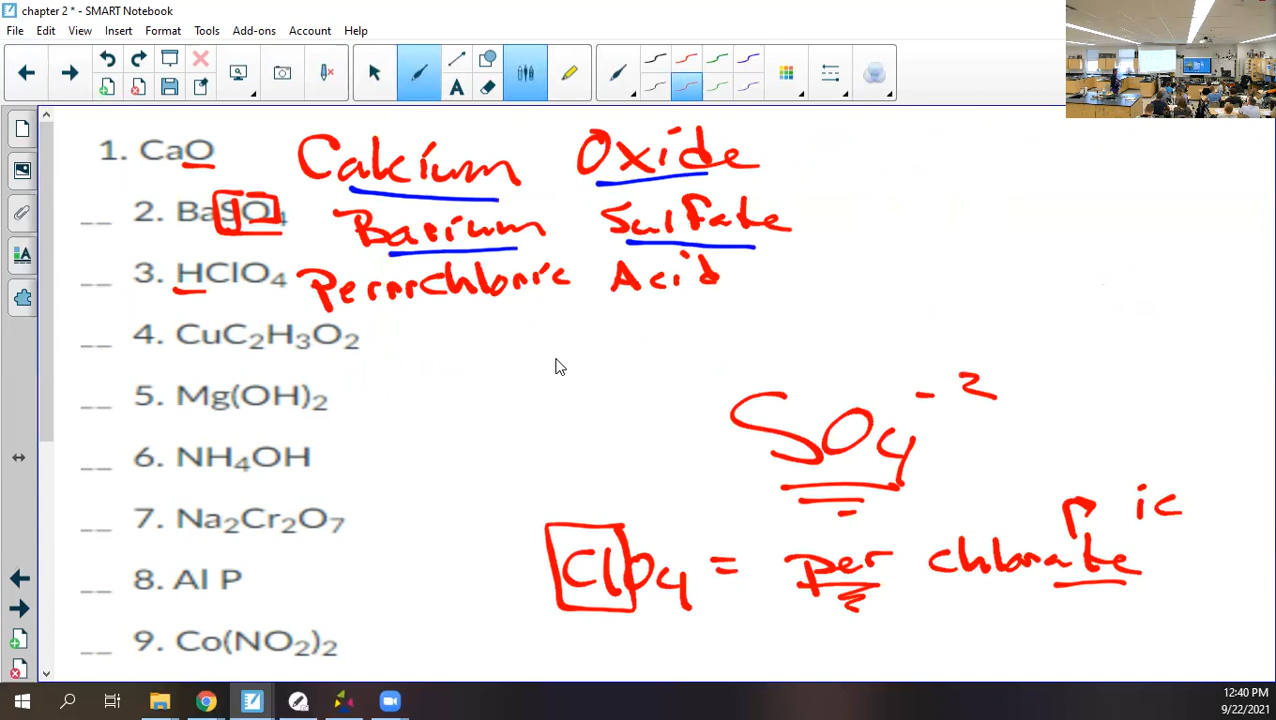 chapter 2 * - SMART Notebook
File Edit View Insert Format Tools Add-ons Account Help
1. CaO Calcium Oxide
__ 2. BaSO4 Barium Sulfate
__ 3. HClO4 Perrrchloric Acid
__ 4. CuC2H3O2
__ 5. Mg(OH)2
SO4 -2
__ 6. NH4OH
__ 7. Na2Cr2O7
ic
ClO4 = per chlorate
__ 8. Al P
__ 9. Co(NO2)2
12:40 PM
9/22/2021